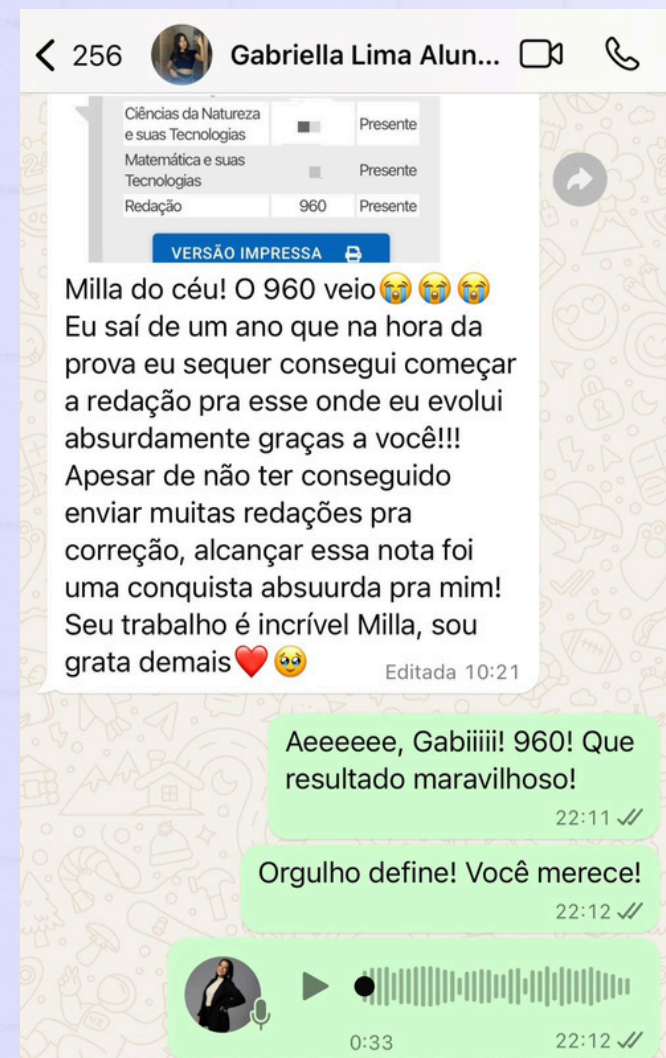 256
Gabriella Lima Alun...
Ciências da Natureza
e suas Tecnologias
Presente
Matemática e suas
Tecnologias
Presente
Redação 960 Presente
VERSÃO IMPRESSA
Milla do céu! O 960 veio😭😭😭
Eu saí de um ano que na hora da
prova eu sequer consegui começar
a redação pra esse onde eu evolui
absurdamente graças a você!!!
Apesar de não ter conseguido
enviar muitas redações pra
correção, alcançar essa nota foi
uma conquista absuurda pra mim!
Seu trabalho é incrível Milla, sou
grata demais❤️🥹
Editada 10:21
Aeeeeee, Gabiiiii! 960! Que
resultado maravilhoso!
22:11
Orgulho define! Você merece!
22:12
0:33
22:12